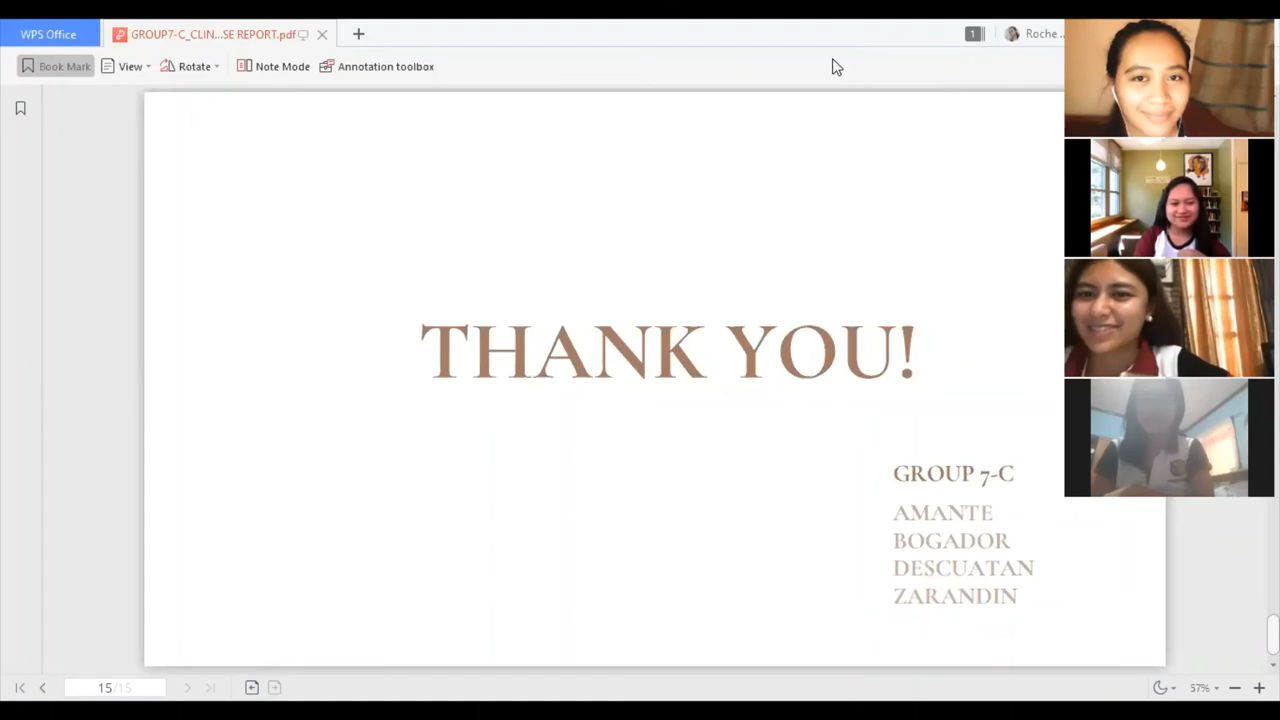 WPS Office
GROUP7-C_CLIN...SE REPORT.pdf
1
Roche ...
Book Mark
View
Rotate
Note Mode
Annotation toolbox
THANK YOU!
GROUP 7-C
AMANTE
BOGADOR
DESCUATAN
ZARANDIN
15/15
57%